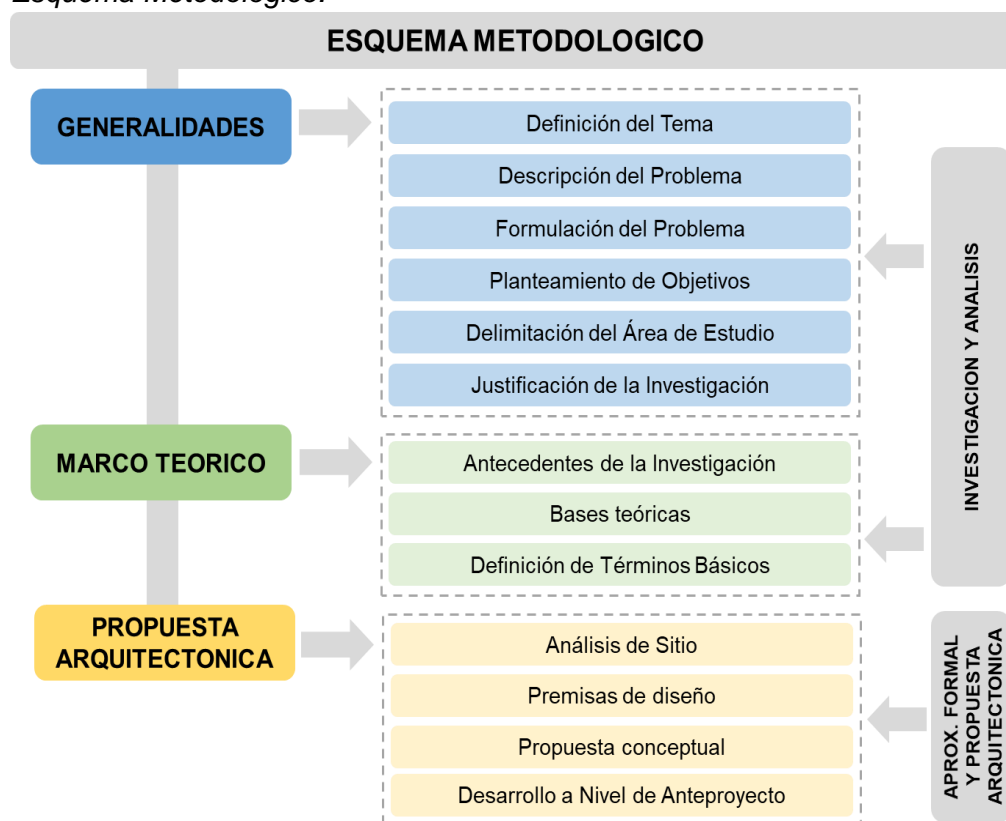 Esquema Metodológico.
ESQUEMA METODOLOGICO
GENERALIDADES
Definición del Tema
Descripción del Problema
Formulación del Problema
Planteamiento de Objetivos
Delimitación del Área de Estudio
Justificación de la Investigación
MARCO TEORICO
Antecedentes de la Investigación
Bases teóricas
Definición de Términos Básicos
INVESTIGACION Y ANALISIS
PROPUESTA
ARQUITECTONICA
Análisis de Sitio
Premisas de diseño
Propuesta conceptual
Desarrollo a Nivel de Anteproyecto
APROX. FORMAL
Y PROPUESTA
ARQUITECTONICA